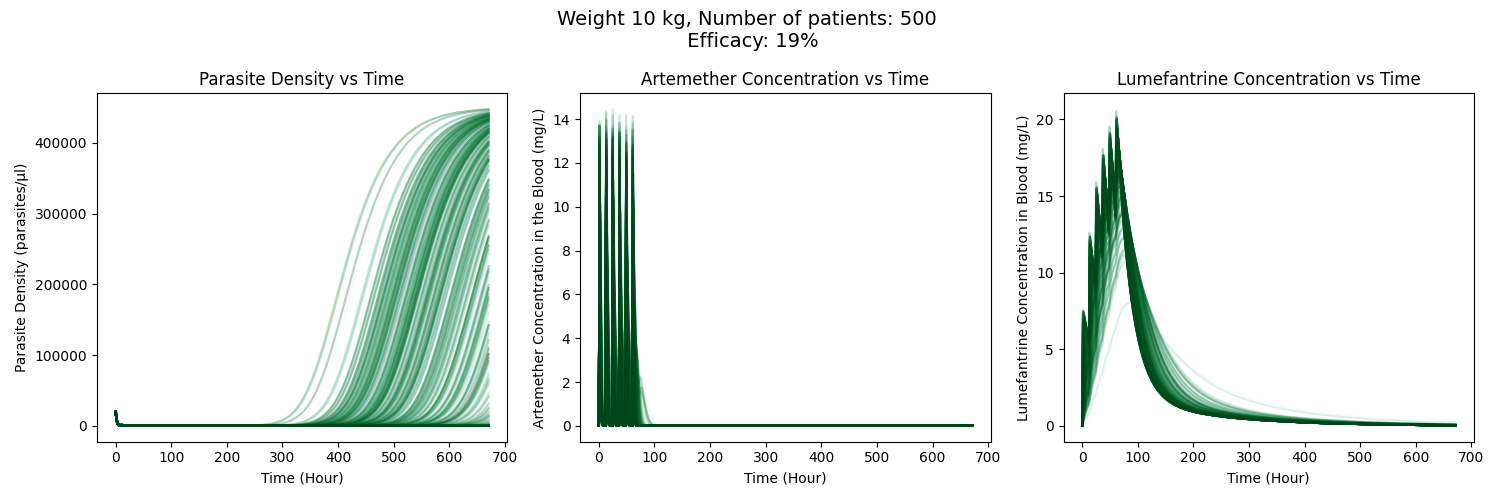 Weight 10 kg, Number of patients: 500
Efficacy: 19%
Parasite Density vs Time
Parasite Density (parasites/μl)
400000
300000
200000
100000
0
0 100 200 300 400 500 600 700
Time (Hour)
Artemether Concentration vs Time
Artemether Concentration in the Blood (mg/L)
14
12
10
8
6
4
2
0
0 100 200 300 400 500 600 700
Time (Hour)
Lumefantrine Concentration vs Time
Lumefantrine Concentration in Blood (mg/L)
20
15
10
5
0
0 100 200 300 400 500 600 700
Time (Hour)